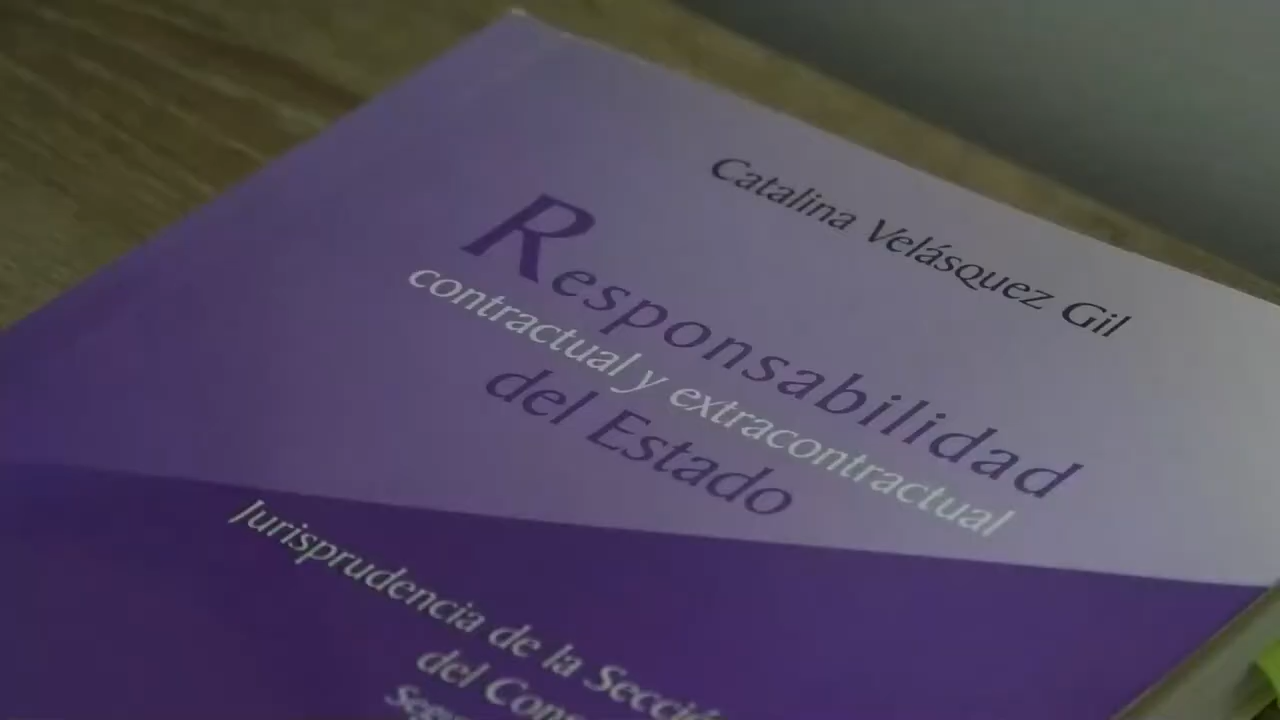 Catalina Velásquez Gil
Responsabilidad
contractual y extracontractual
del Estado
Jurisprudencia de la
del